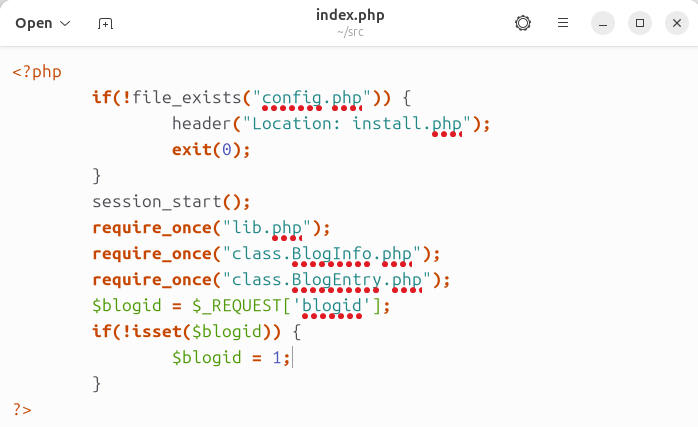 Open
index.php
~/src
<?php
if(!file_exists("config.php")) {
header("Location: install.php");
exit(0);
}
session_start();
require_once("lib.php");
require_once("class.BlogInfo.php");
require_once("class.BlogEntry.php");
$blogid = $_REQUEST['blogid'];
if(!isset($blogid)) {
$blogid = 1;
}
?>